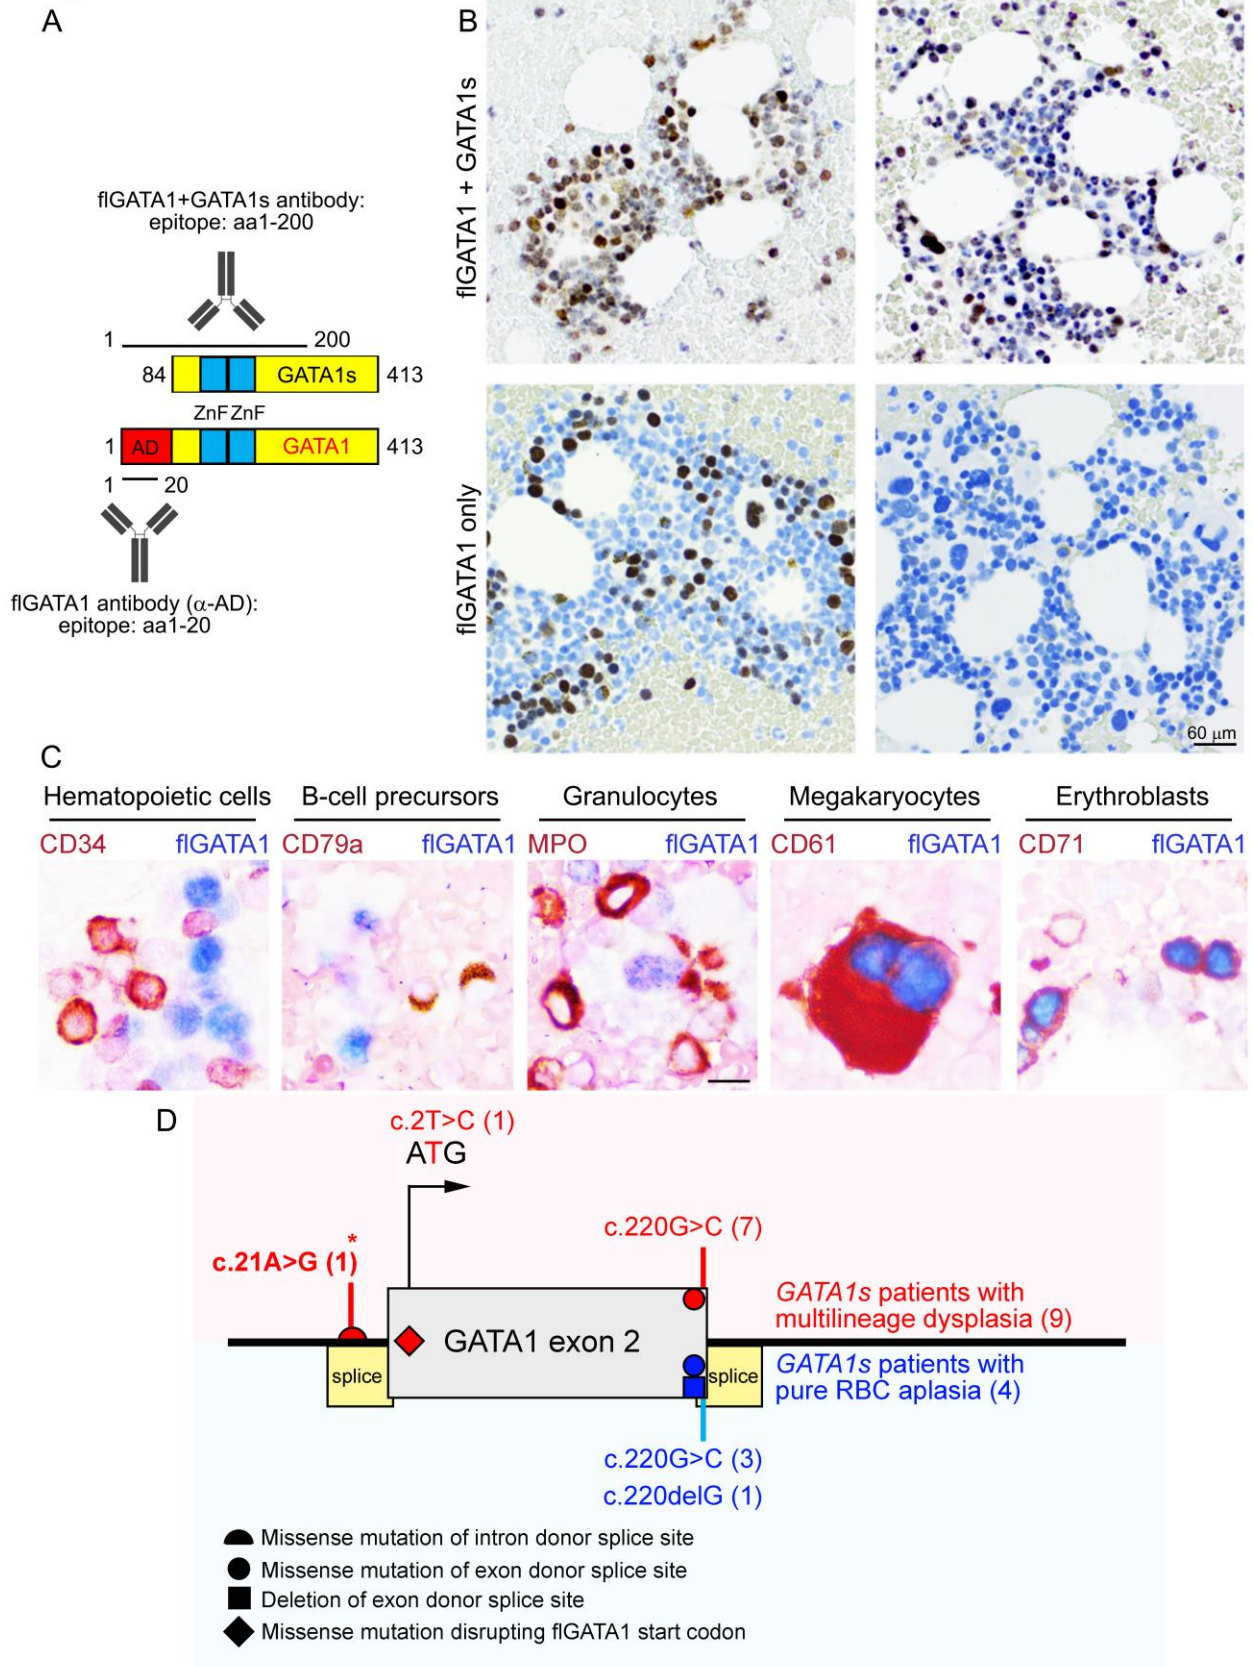 A
flGATA1+GATA1s antibody:
epitope: aa1-200
1
200
84
GATA1s
413
ZnF ZnF
1
AD
GATA1
413
1
20
flGATA1 antibody (α-AD):
epitope: aa1-20
B
flGATA1 + GATA1s
flGATA1 only
60 μm
C
Hematopoietic cells
B-cell precursors
Granulocytes
Megakaryocytes
Erythroblasts
CD34
flGATA1
CD79a
flGATA1
MPO
flGATA1
CD61
flGATA1
CD71
flGATA1
D
c.2T>C (1)
ATG
c.220G>C (7)
*
c.21A>G (1)
GATA1s patients with
multilineage dysplasia (9)
GATA1 exon 2
splice
splice
GATA1s patients with
pure RBC aplasia (4)
c.220G>C (3)
c.220delG (1)
Missense mutation of intron donor splice site
Missense mutation of exon donor splice site
Deletion of exon donor splice site
Missense mutation disrupting flGATA1 start codon